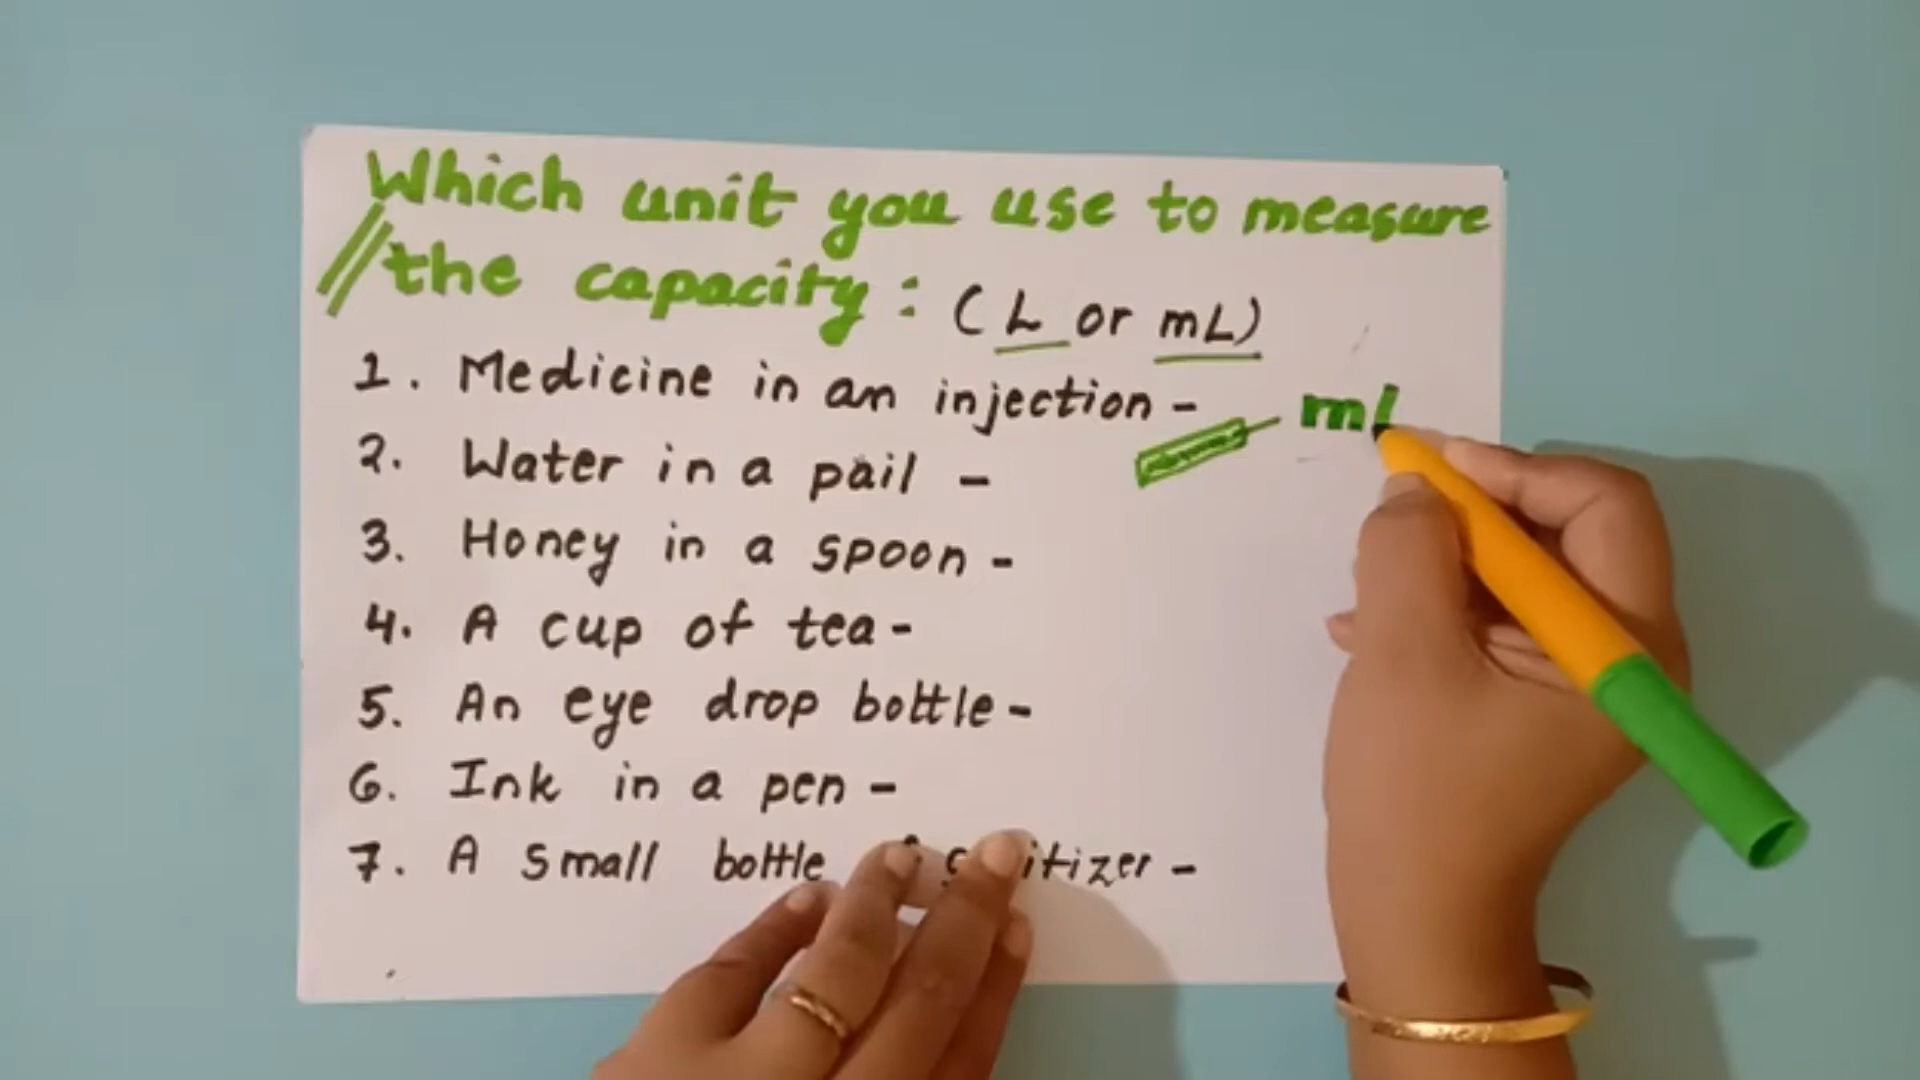 Which unit you use to measure
the capacity : (L or mL)
1. Medicine in an injection - mL
2. Water in a pail -
3. Honey in a spoon -
4. A cup of tea -
5. An eye drop bottle -
6. Ink in a pen -
7. A small bottle -